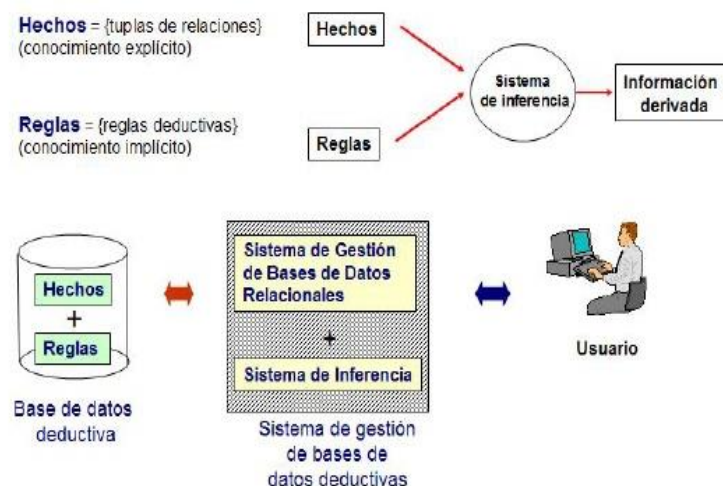 Hechos = {tuplas de relaciones}
(conocimiento explícito)
Hechos
Sistema
de inferencia
Información
derivada
Reglas = {reglas deductivas}
(conocimiento implícito)
Reglas
Hechos
+
Reglas
Base de datos
deductiva
Sistema de Gestión
de Bases de Datos
Relacionales
+
Sistema de Inferencia
Sistema de gestión
de bases de
datos deductivas
Usuario